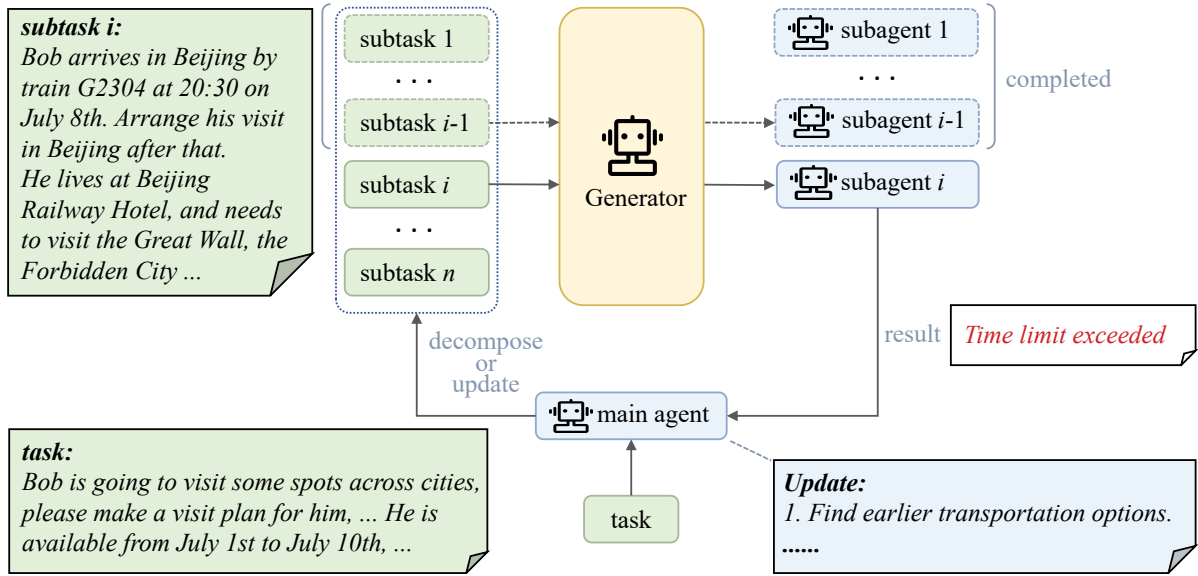 subtask i:
Bob arrives in Beijing by
train G2304 at 20:30 on
July 8th. Arrange his visit
in Beijing after that.
He lives at Beijing
Railway Hotel, and needs
to visit the Great Wall, the
Forbidden City ...
subtask 1
...
subtask i-1
subtask i
...
subtask n
Generator
subagent 1
...
subagent i-1
subagent i
completed
decompose
or
update
result
Time limit exceeded
main agent
task
task:
Bob is going to visit some spots across cities,
please make a visit plan for him, ... He is
available from July 1st to July 10th, ...
Update:
1. Find earlier transportation options.
......